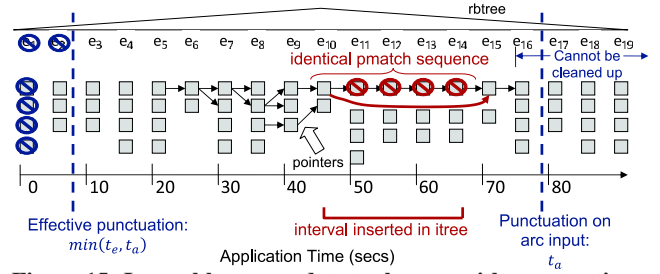 rbtree
e₁ e₂ e₃ e₄ e₅ e₆ e₇ e₈ e₉ e₁₀ e₁₁ e₁₂ e₁₃ e₁₄ e₁₅ e₁₆ e₁₇ e₁₈ e₁₉
identical pmatch sequence
Cannot be
cleaned up
pointers
0 10 20 30 40 50 60 70 80
Effective punctuation:
min(tₑ, tₐ)
interval inserted in itree
Punctuation on
arc input:
tₐ
Application Time (secs)